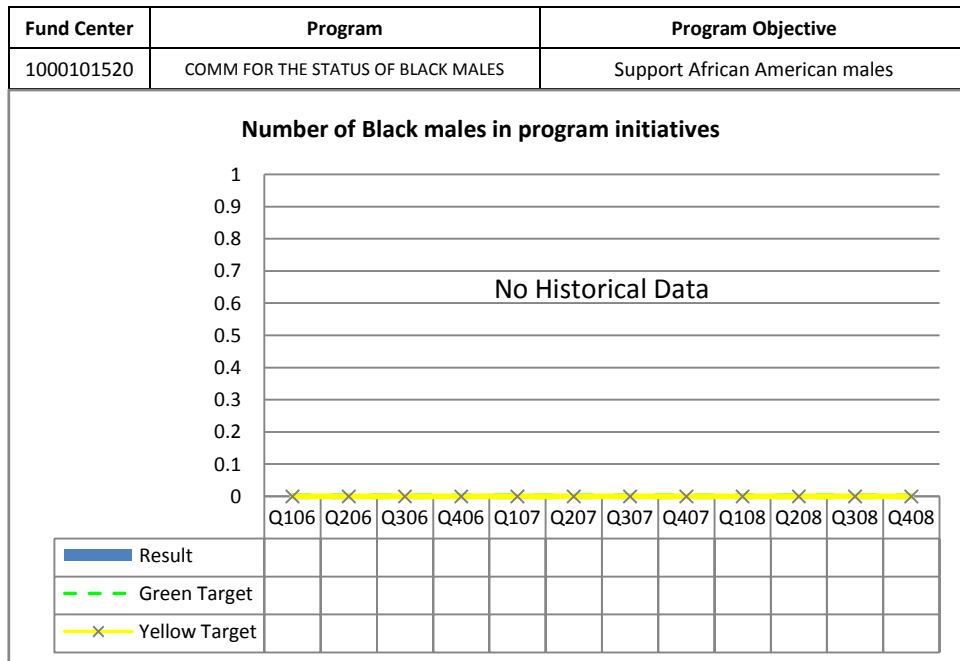 Fund Center Program Program Objective
1000101520 COMM FOR THE STATUS OF BLACK MALES Support African American males
Number of Black males in program initiatives
1
0.9
0.8
0.7
No Historical Data
0.6
0.5
0.4
0.3
0.2
0.1
0
Q106 Q206 Q306 Q406 Q107 Q207 Q307 Q407 Q108 Q208 Q308 Q408
Result
Green Target
Yellow Target